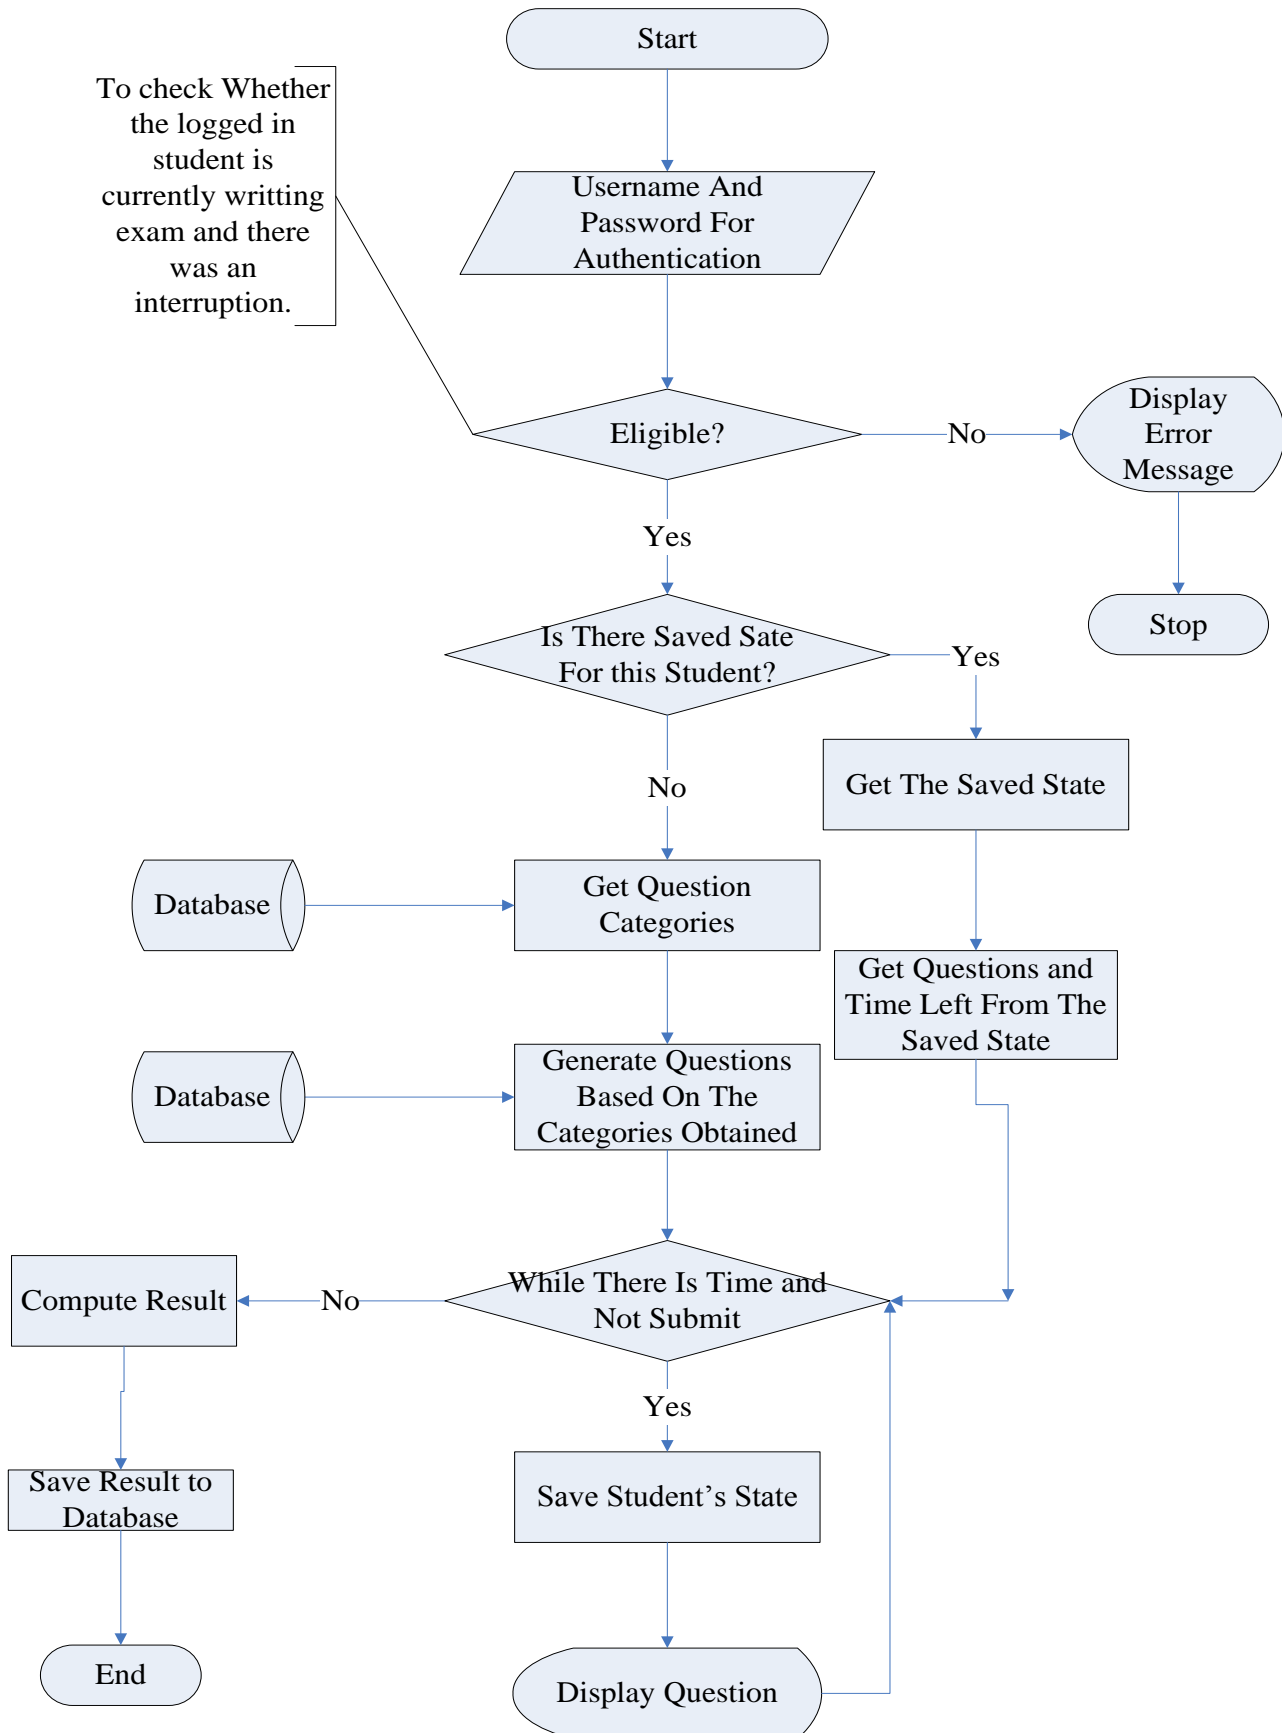 Start
To check Whether
the logged in
student is
currently writting
exam and there
was an
interruption.
Username And
Password For
Authentication
Eligible?
No
Display
Error
Message
Yes
Stop
Is There Saved Sate
For this Student?
Yes
No
Get The Saved State
Database
Get Question
Categories
Get Questions and
Time Left From The
Saved State
Database
Generate Questions
Based On The
Categories Obtained
While There Is Time and
Not Submit
No
Compute Result
Yes
Save Result to
Database
Save Student’s State
End
Display Question